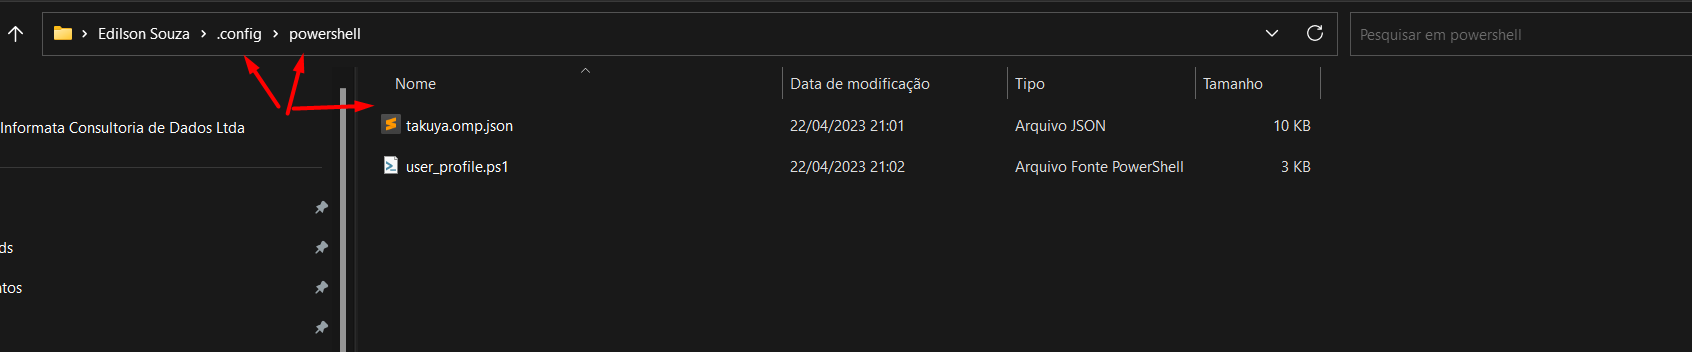 Edilson Souza > .config > powershell
Pesquisar em powershell
Nome Data de modificação Tipo Tamanho
Informata Consultoria de Dados Ltda
takuya.omp.json 22/04/2023 21:01 Arquivo JSON 10 KB
user_profile.ps1 22/04/2023 21:02 Arquivo Fonte PowerShell 3 KB
ds
tos